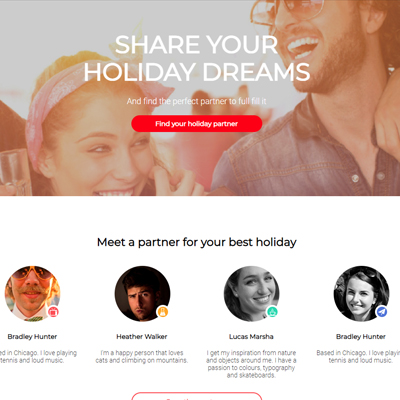 SHARE YOUR
HOLIDAY DREAMS
And find the perfect partner to full fill it
Find your holiday partner
Meet a partner for your best holiday
Bradley Hunter
Heather Walker
Lucas Marsha
Bradley Hunter
ed in Chicago. I love playing
tennis and loud music.
I'm a happy person that loves
cats and climbing on mountains.
I get my inspiration from nature
and objects around me. I have a
passion to colours, typography
and skateboards.
Based in Chicago. I love playing
tennis and loud music.